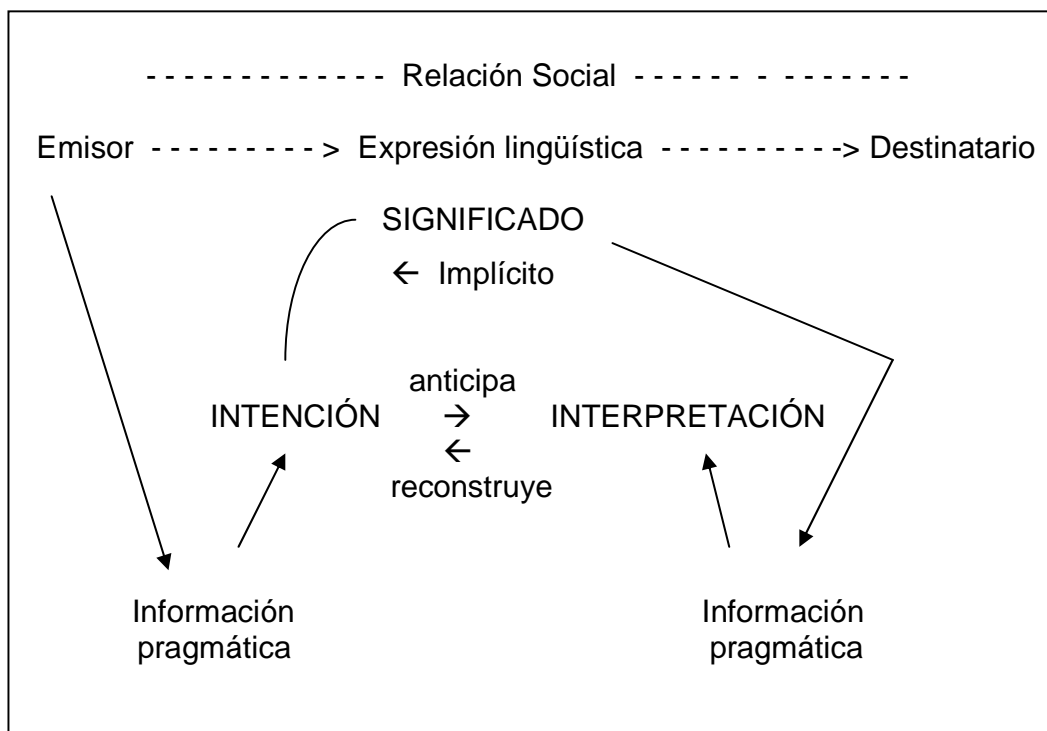 - - - - - - - - - - - - - Relación Social - - - - -- - - - - - - -
Emisor - - - - - - - - - > Expresión lingüística - - - - - - - - - -> Destinatario
SIGNIFICADO
← Implícito
anticipa
INTENCIÓN → INTERPRETACIÓN
←
reconstruye
Información Información
pragmática pragmática